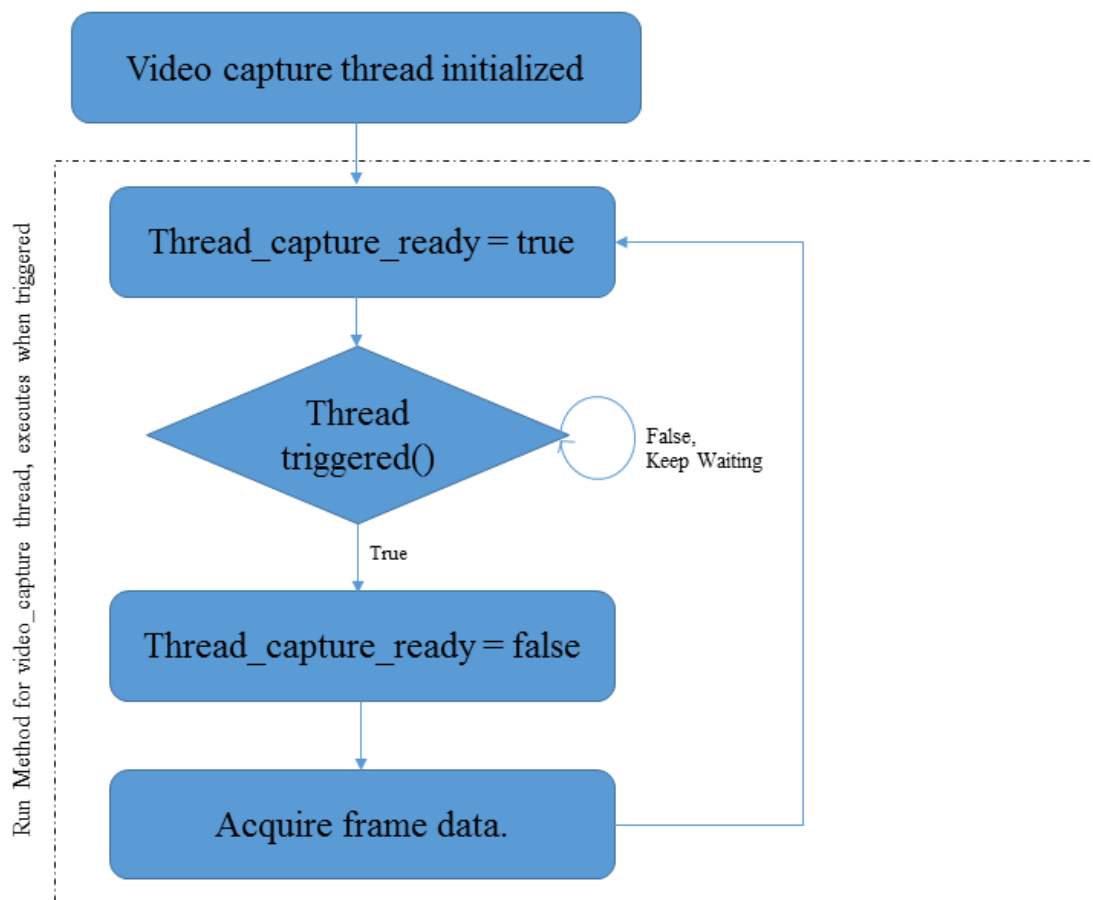 Video capture thread initialized
Run Method for video_capture thread, executes when triggered
Thread_capture_ready = true
Thread
triggered()
False,
Keep Waiting
True
Thread_capture_ready = false
Acquire frame data.